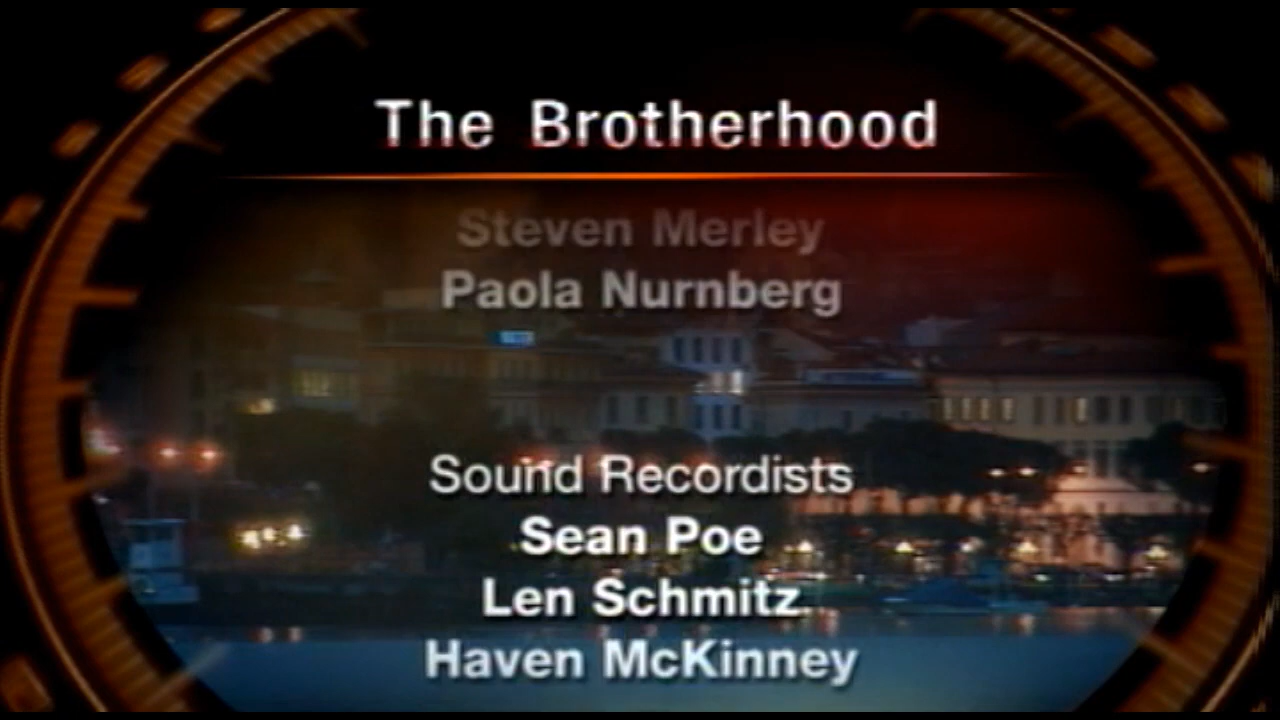 The Brotherhood
Steven Merley
Paola Nurnberg
Sound Recordists
Sean Poe
Len Schmitz
Haven McKinney